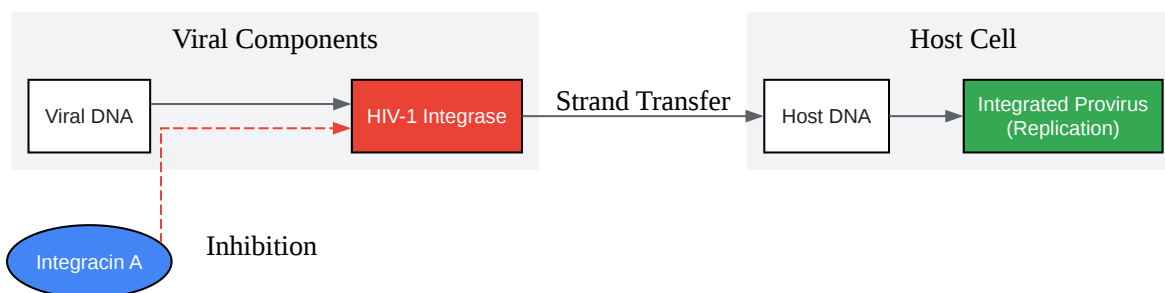 Viral Components
Host Cell
Viral DNA
HIV-1 Integrase
Strand Transfer
Host DNA
Integrated Provirus
(Replication)
Inhibition
Integracin A